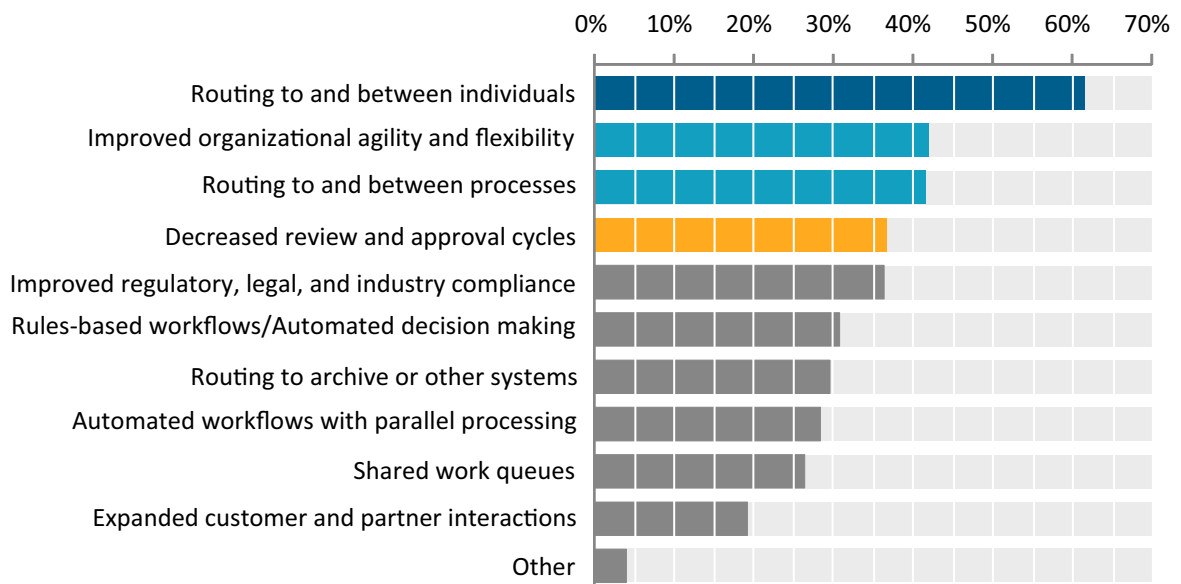 0% 10% 20% 30% 40% 50% 60% 70%
Routing to and between individuals
Improved organizational agility and flexibility
Routing to and between processes
Decreased review and approval cycles
Improved regulatory, legal, and industry compliance
Rules-based workflows/Automated decision making
Routing to archive or other systems
Automated workflows with parallel processing
Shared work queues
Expanded customer and partner interactions
Other